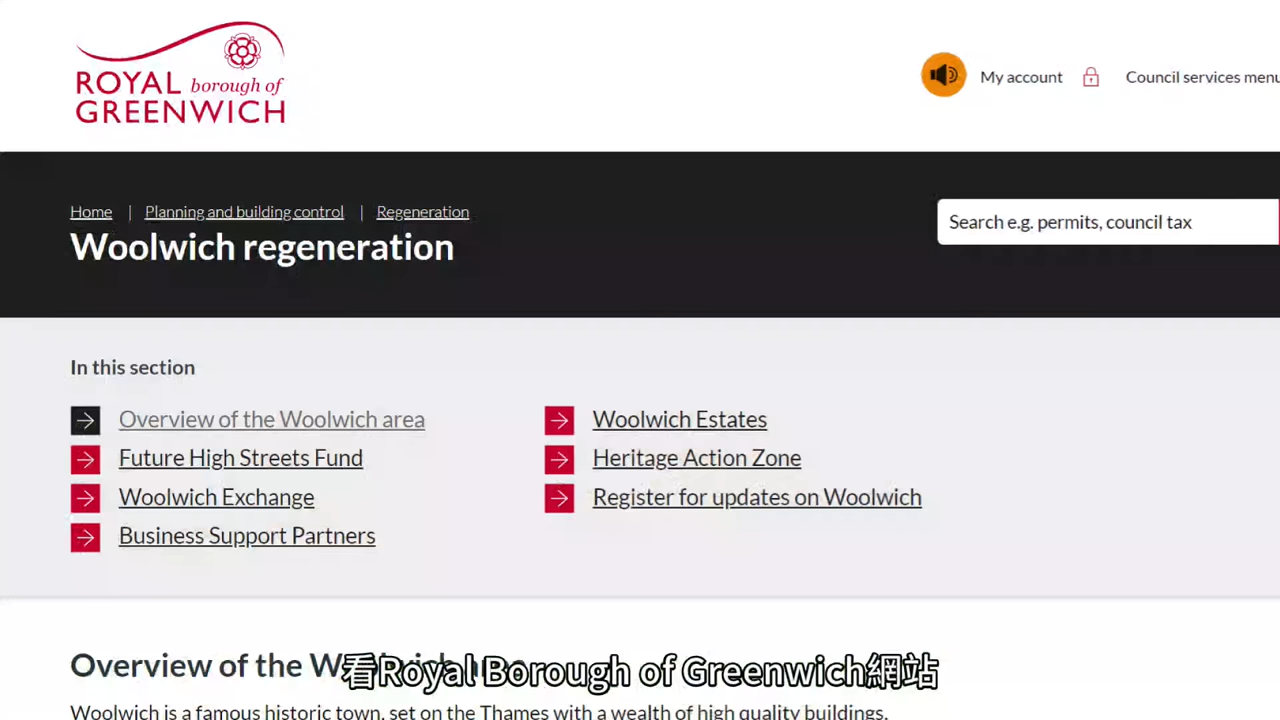 ROYAL borough of
GREENWICH
My account
Council services menu
Home | Planning and building control | Regeneration
Woolwich regeneration
Search e.g. permits, council tax
In this section
Overview of the Woolwich area
Future High Streets Fund
Woolwich Exchange
Business Support Partners
Woolwich Estates
Heritage Action Zone
Register for updates on Woolwich
Overview of the Woolwich area
看Royal Borough of Greenwich網站
Woolwich is a famous historic town, set on the Thames with a wealth of high quality buildings.